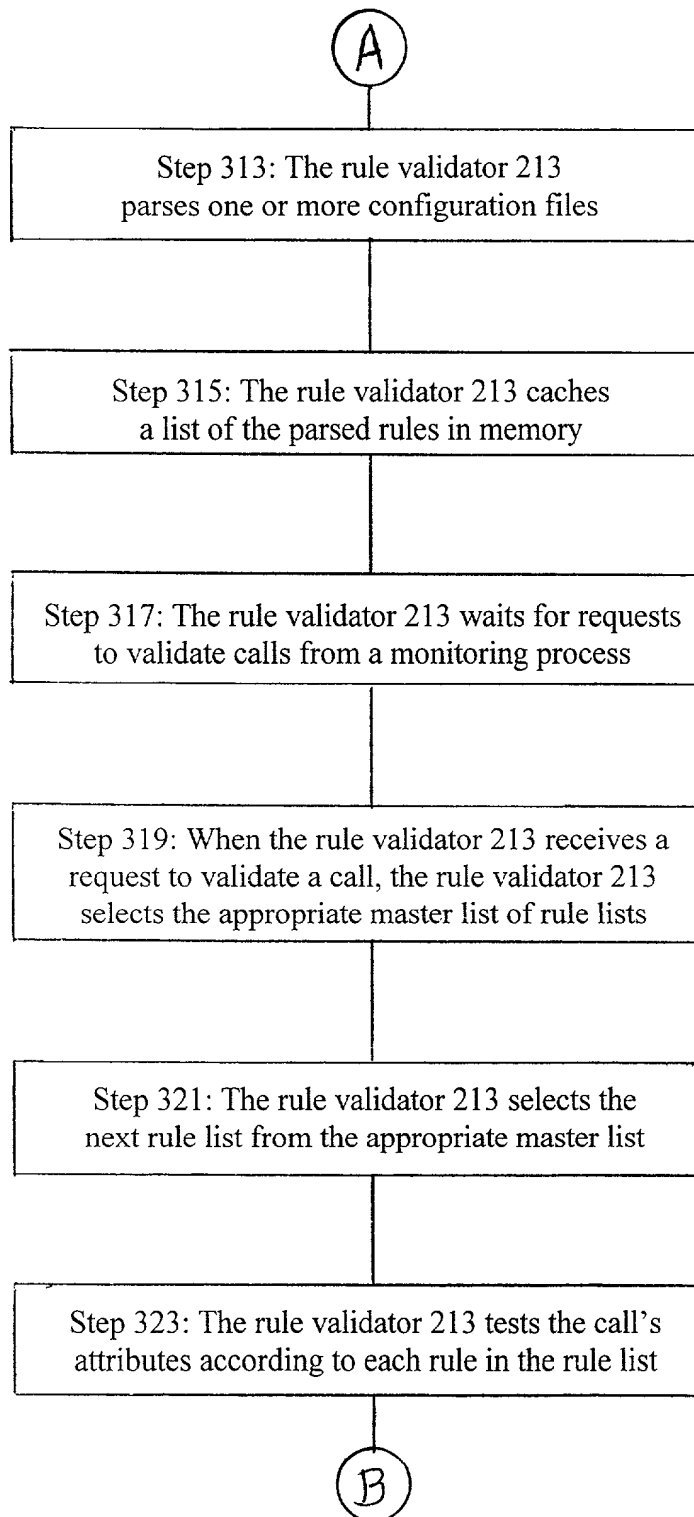 A
Step 313: The rule validator 213
parses one or more configuration files
Step 315: The rule validator 213 caches
a list of the parsed rules in memory
Step 317: The rule validator 213 waits for requests
to validate calls from a monitoring process
Step 319: When the rule validator 213 receives a
request to validate a call, the rule validator 213
selects the appropriate master list of rule lists
Step 321: The rule validator 213 selects the
next rule list from the appropriate master list
Step 323: The rule validator 213 tests the call's
attributes according to each rule in the rule list
B